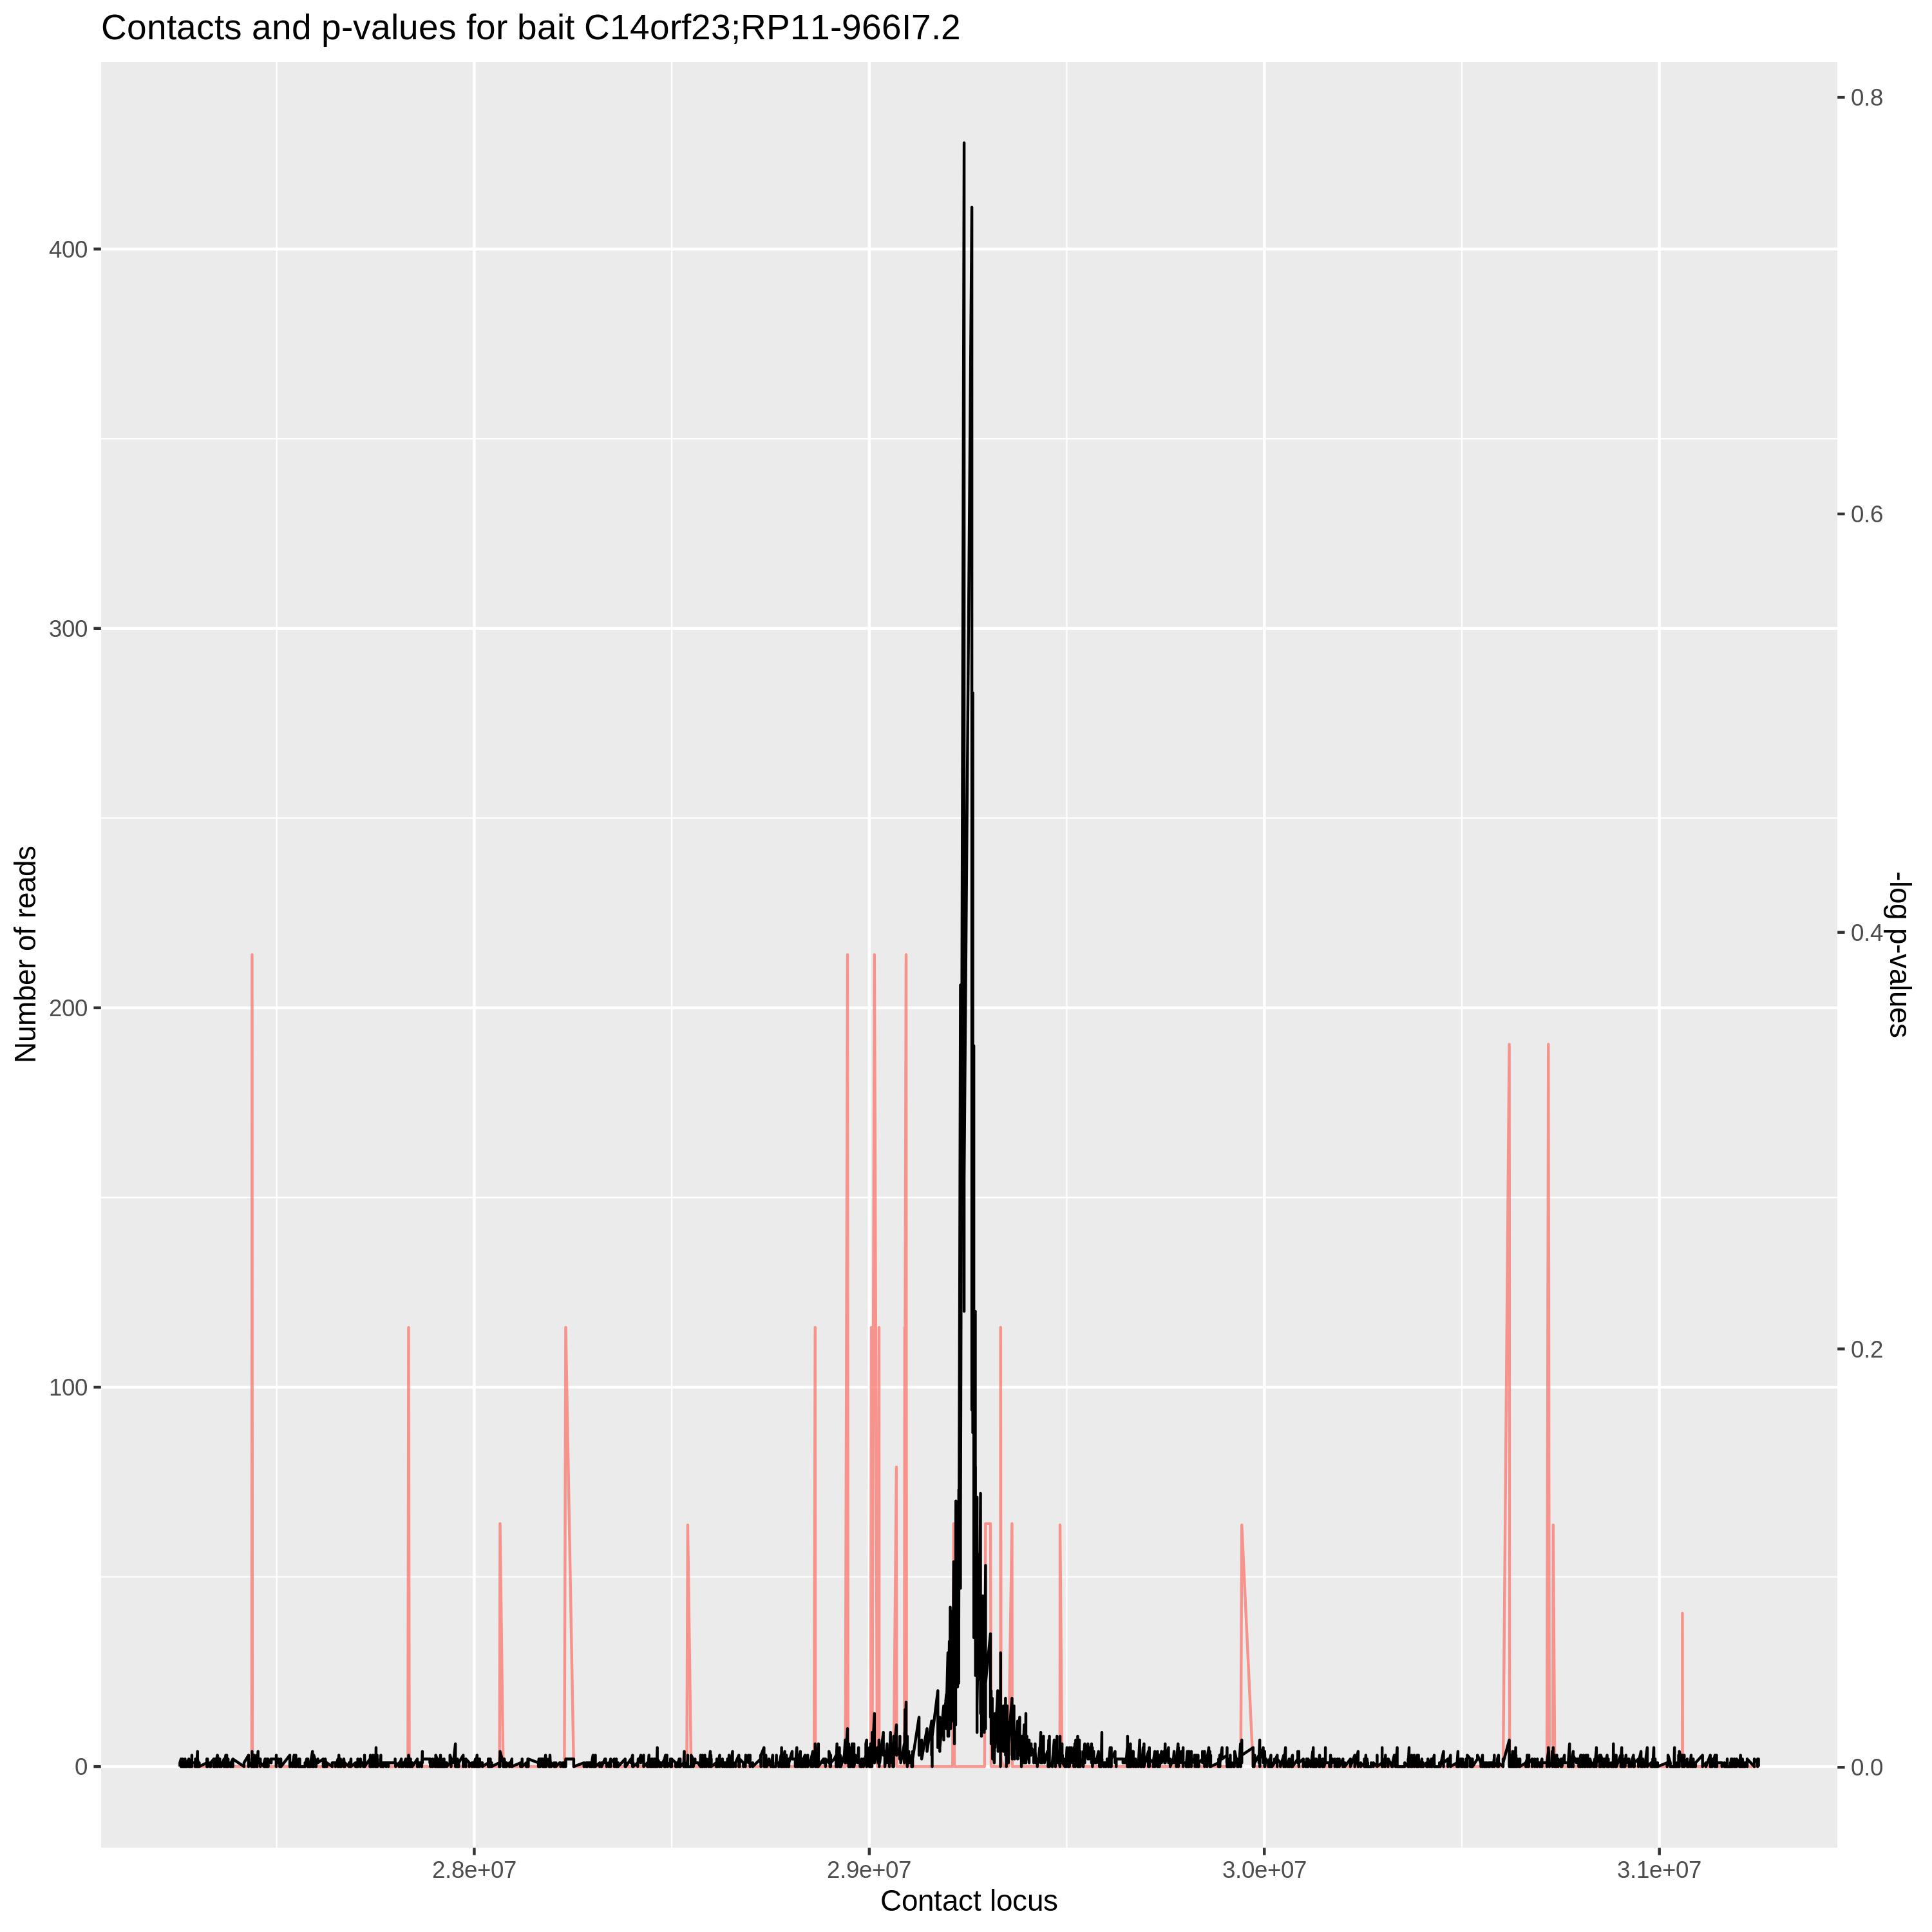 Contacts and p-values for bait C14orf23;RP11-966I7.2
0.8
400
0.6
300
Number of reads
0.4
-log p-values
200
0.2
100
0
0.0
2.8e+07
2.9e+07
3.0e+07
3.1e+07
Contact locus